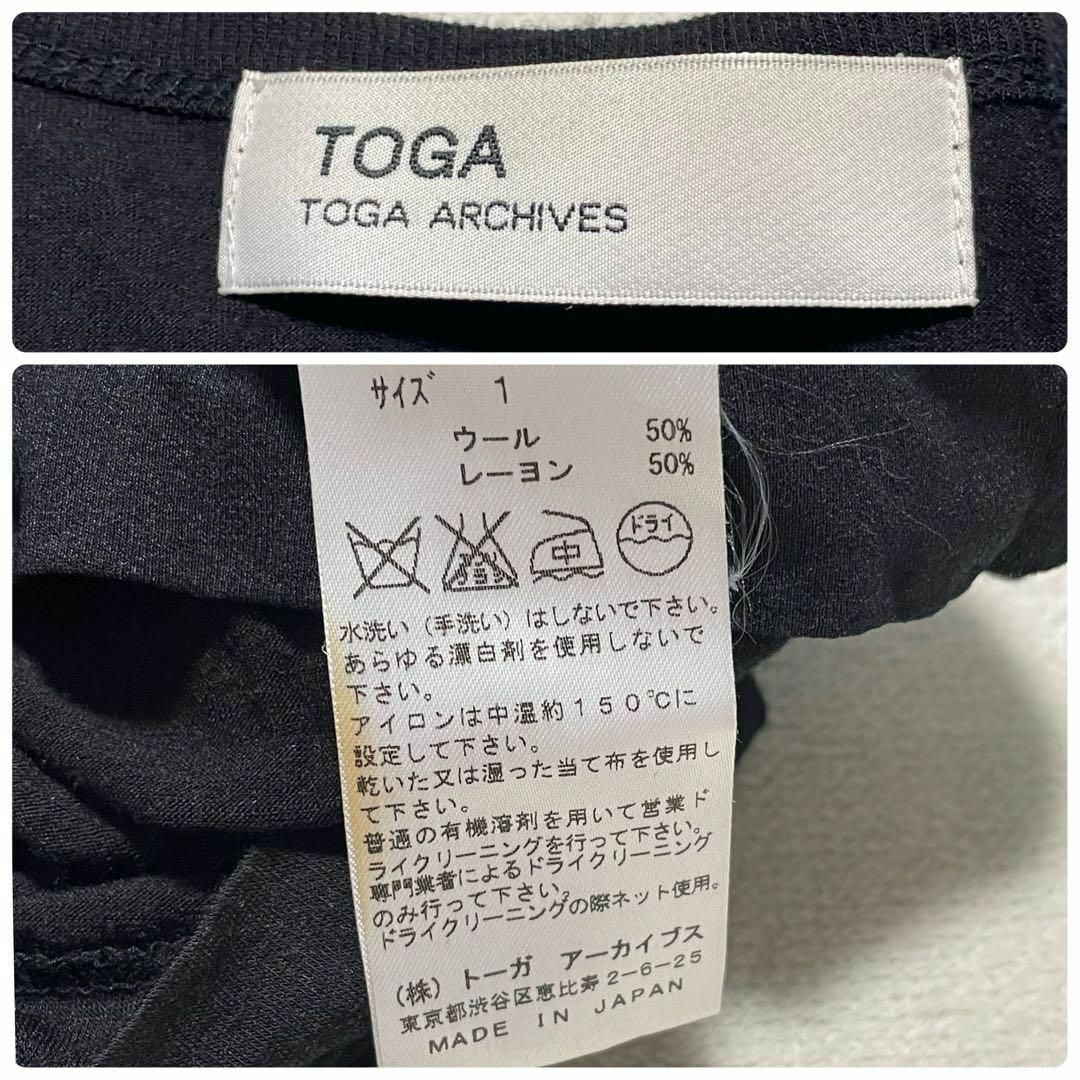 TOGA
TOGA ARCHIVES
サイズ 1
ウール 50%
レーヨン 50%
中 ドライ
水洗い（手洗い）はしないで下さい。
あらゆる漂白剤を使用しないで
下さい。
アイロンは中温約１５０℃に
設定して下さい。
乾いた又は湿った当て布を使用し
て下さい。
普通の有機溶剤を用いて営業ド
ライクリーニングを行って下さい。
専門業者によるドライクリーニング
のみ行って下さい。
ドライクリーニングの際ネット使用。
(株) トーガ アーカイブス
東京都渋谷区恵比寿2-6-25
MADE IN JAPAN